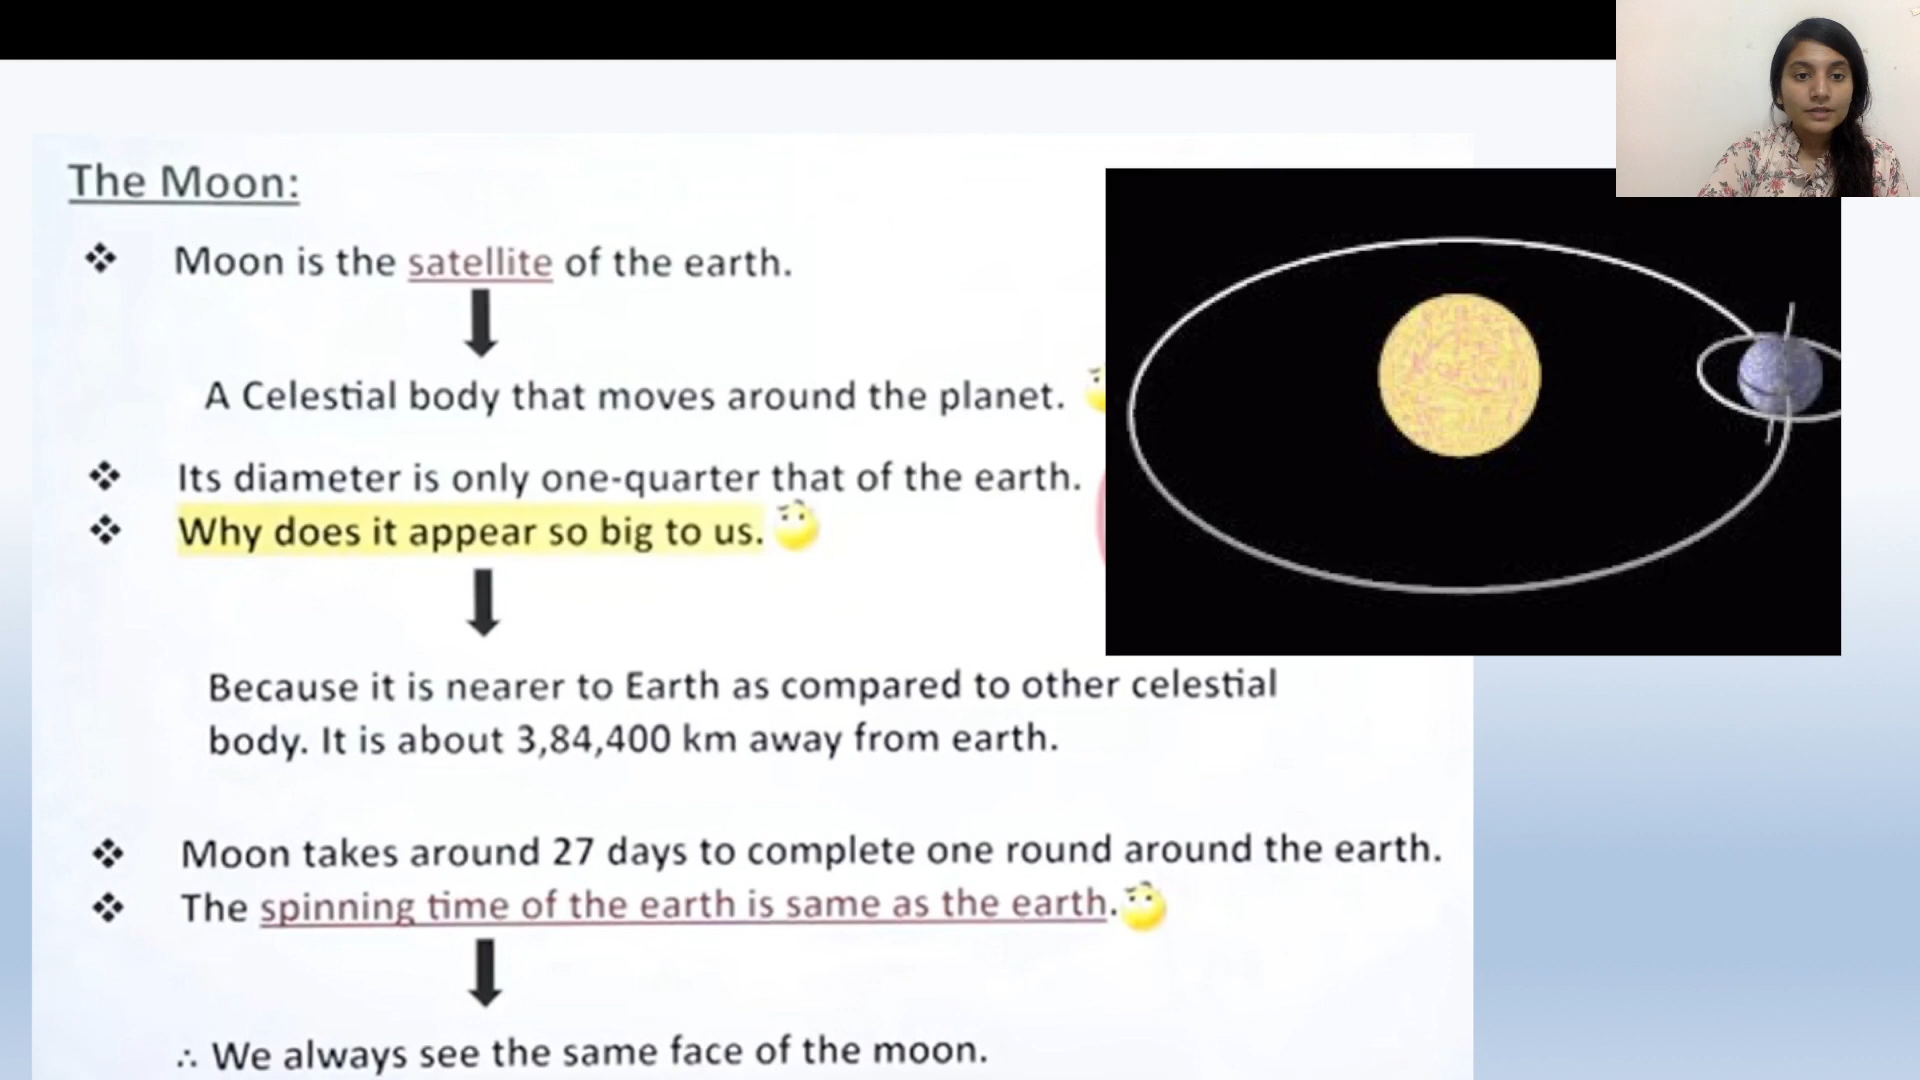 The Moon:
❖ Moon is the satellite of the earth.
A Celestial body that moves around the planet.
❖ Its diameter is only one-quarter that of the earth.
❖ Why does it appear so big to us.
Because it is nearer to Earth as compared to other celestial
body. It is about 3,84,400 km away from earth.
❖ Moon takes around 27 days to complete one round around the earth.
❖ The spinning time of the earth is same as the earth.
∴ We always see the same face of the moon.